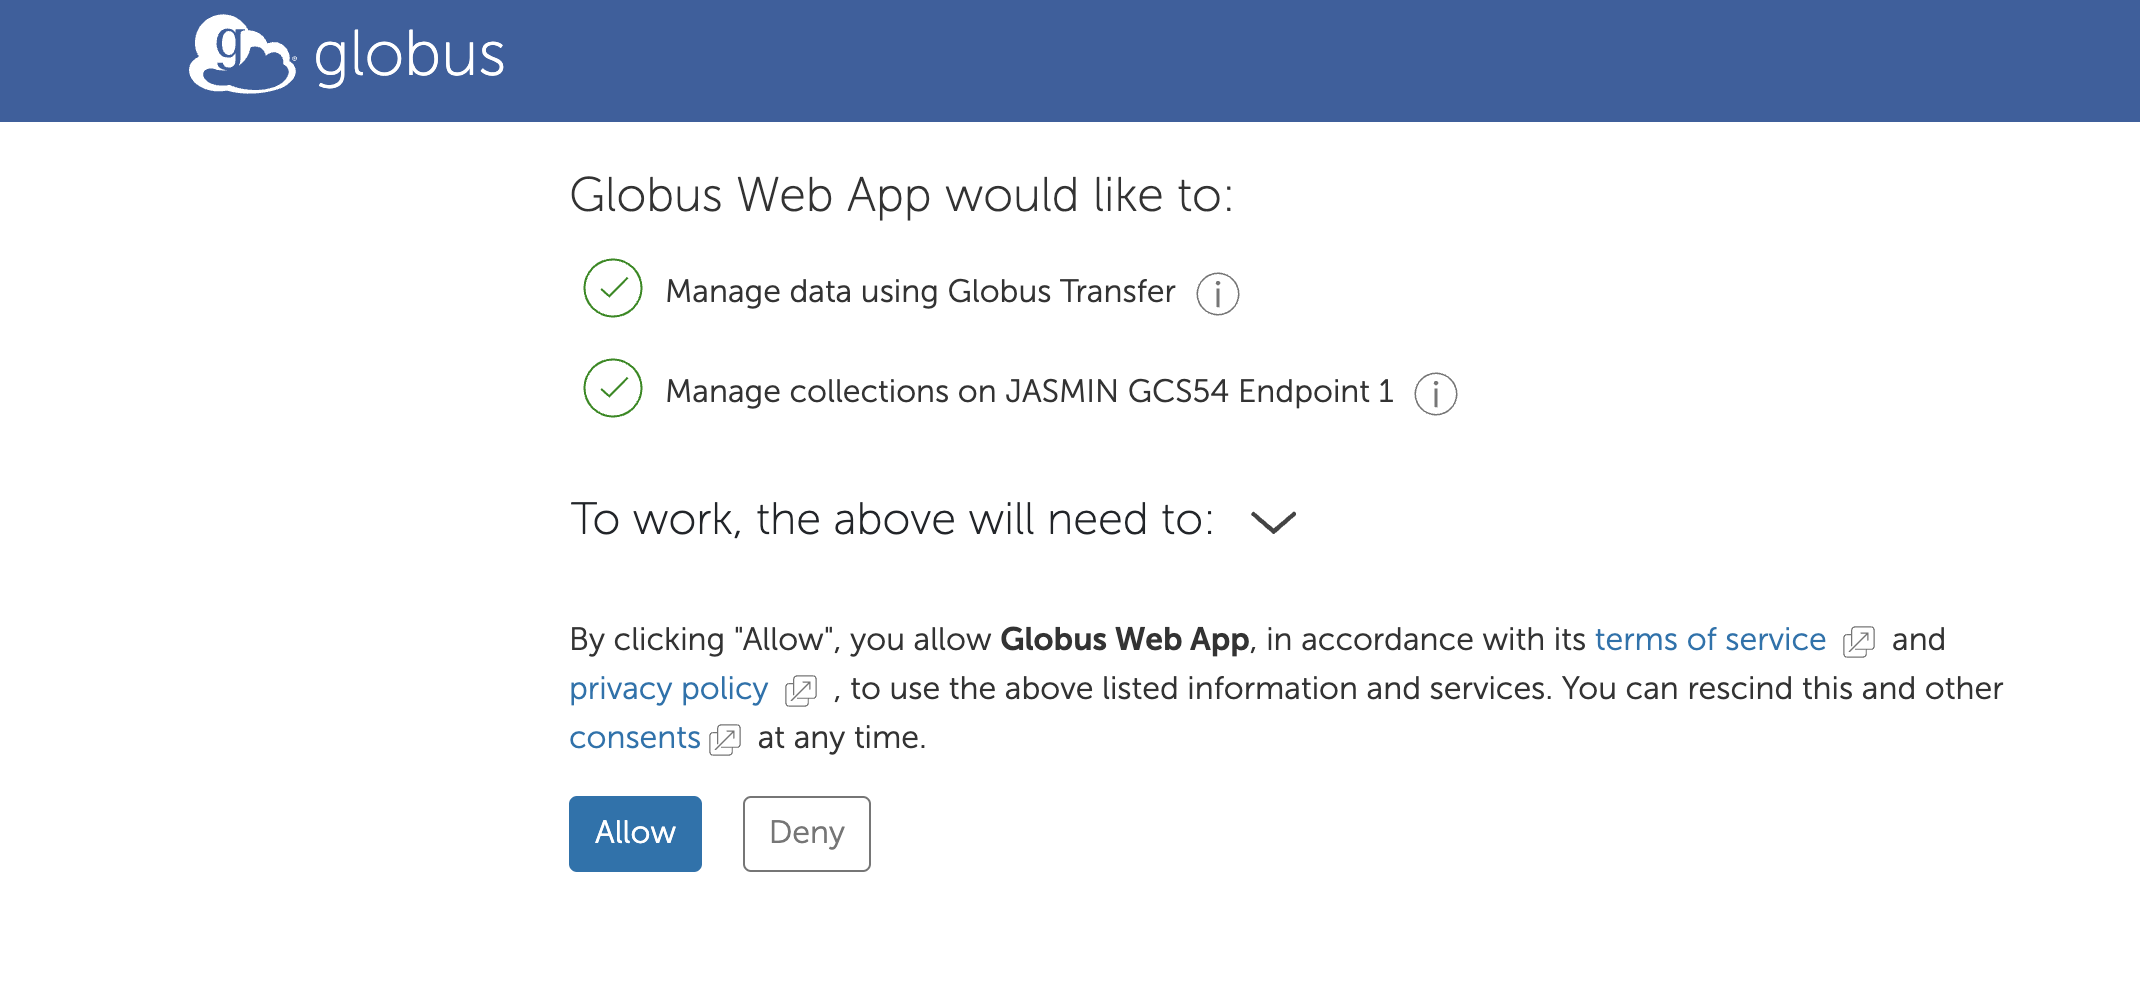 globus
Globus Web App would like to:
Manage data using Globus Transfer
Manage collections on JASMIN GCS54 Endpoint 1
To work, the above will need to:
By clicking "Allow", you allow Globus Web App, in accordance with its terms of service and
privacy policy , to use the above listed information and services. You can rescind this and other
consents at any time.
Allow Deny